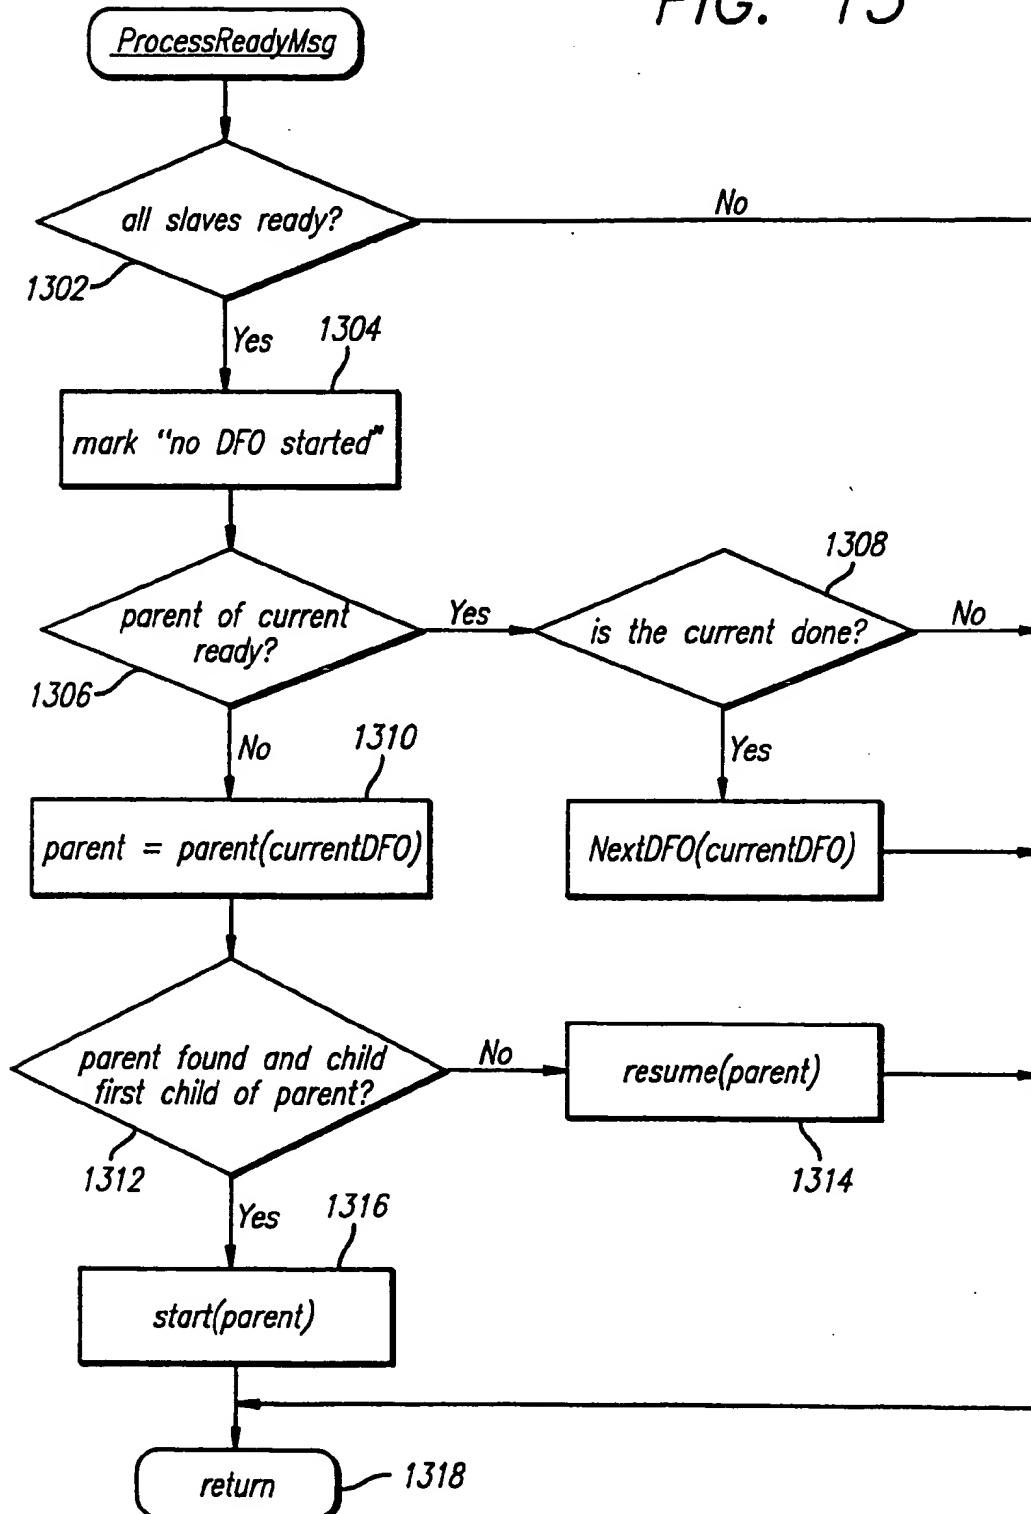 FIG. 13
ProcessReadyMsg
all slaves ready?
No
1302
Yes
1304
mark "no DFO started"
1308
parent of current
ready?
Yes
is the current done?
No
1306
No
1310
Yes
parent = parent(currentDFO)
NextDFO(currentDFO)
parent found and child
first child of parent?
No
resume(parent)
1312
1314
Yes
1316
start(parent)
return
1318